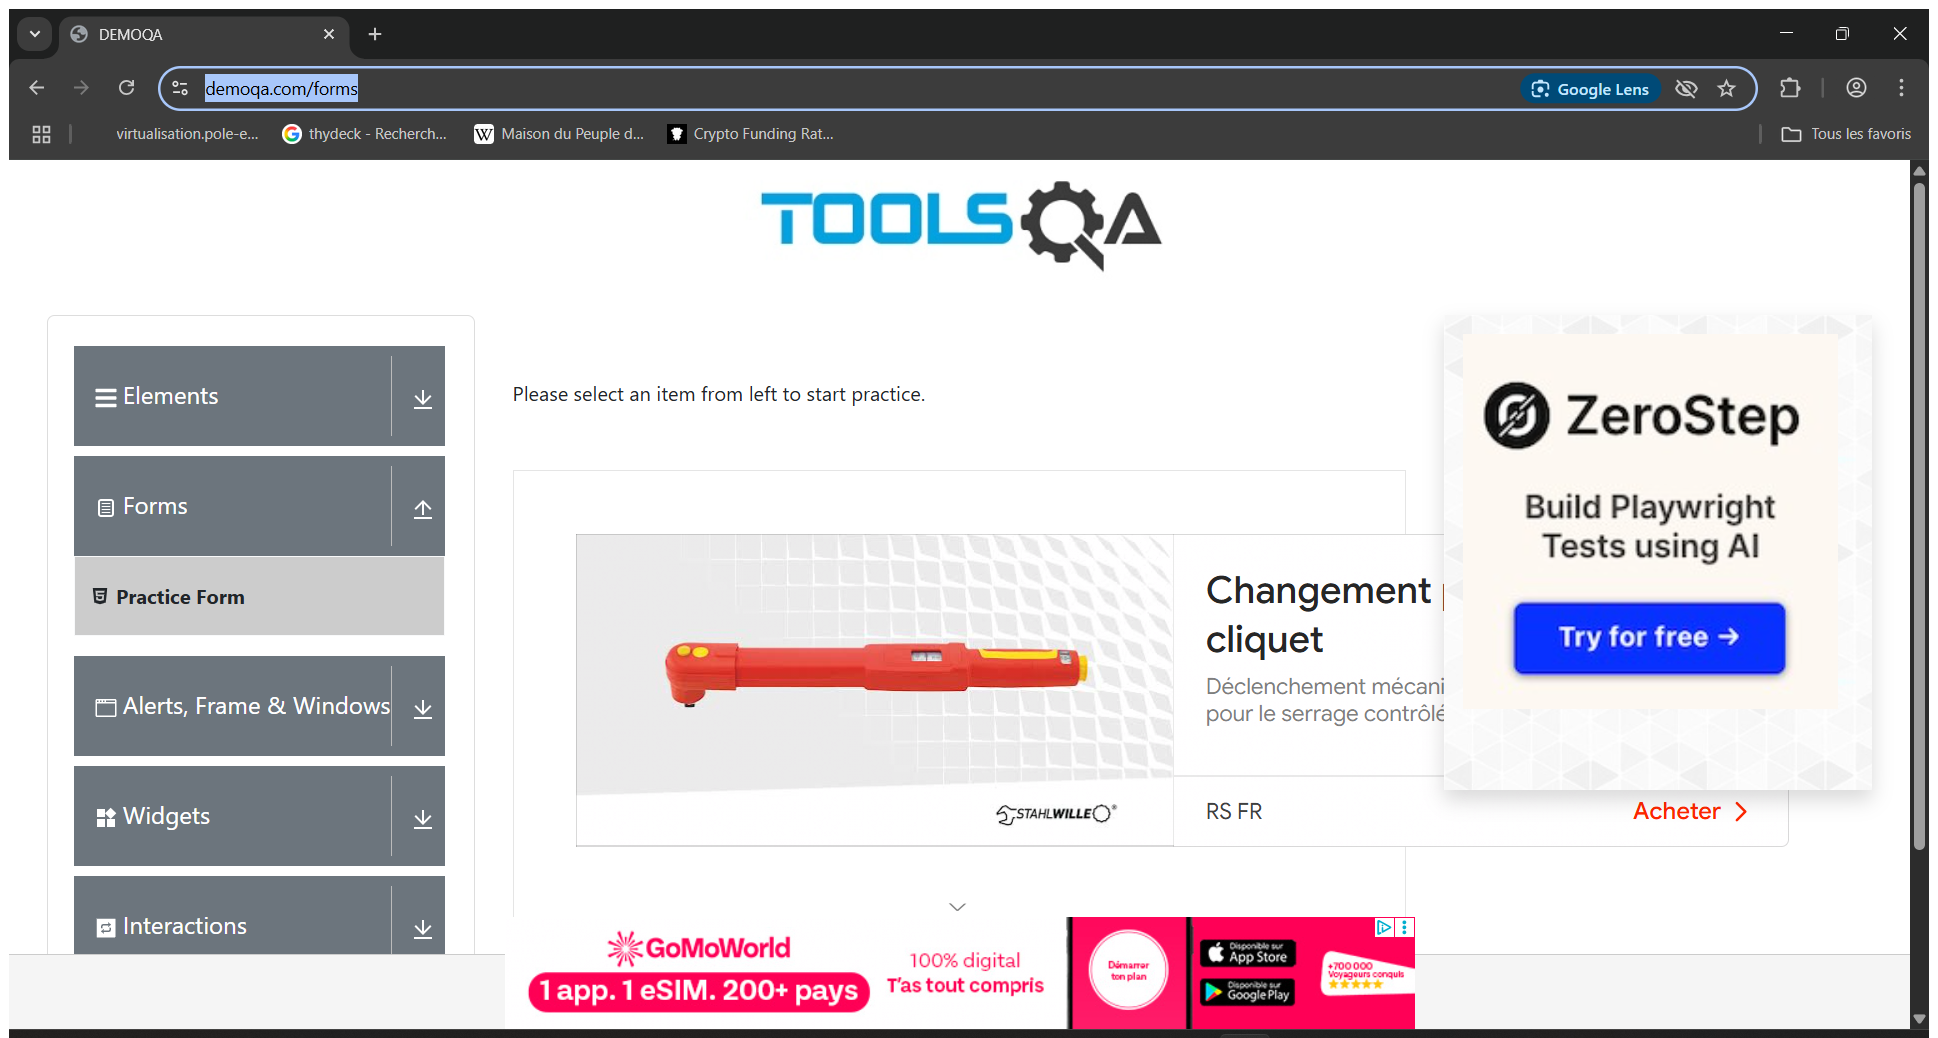 DEMOQA
demoqa.com/forms
Google Lens
virtualisation.pole-e...
thydeck - Recherch...
Maison du Peuple d...
Crypto Funding Rat...
Tous les favoris
TOOLSQA
Elements
Forms
Practice Form
Alerts, Frame & Windows
Widgets
Interactions
Please select an item from left to start practice.
STAHLWILLE
Changement
cliquet
Déclenchement mécani
pour le serrage contrôlé
RS FR
Acheter
ZeroStep
Build Playwright
Tests using AI
Try for free →
GoMoWorld
1 app. 1 eSIM. 200+ pays
100% digital
T'as tout compris
Démarrer
ton plan
Disponible sur
App Store
Disponible sur
Google Play
+700 000
Voyageurs conquis